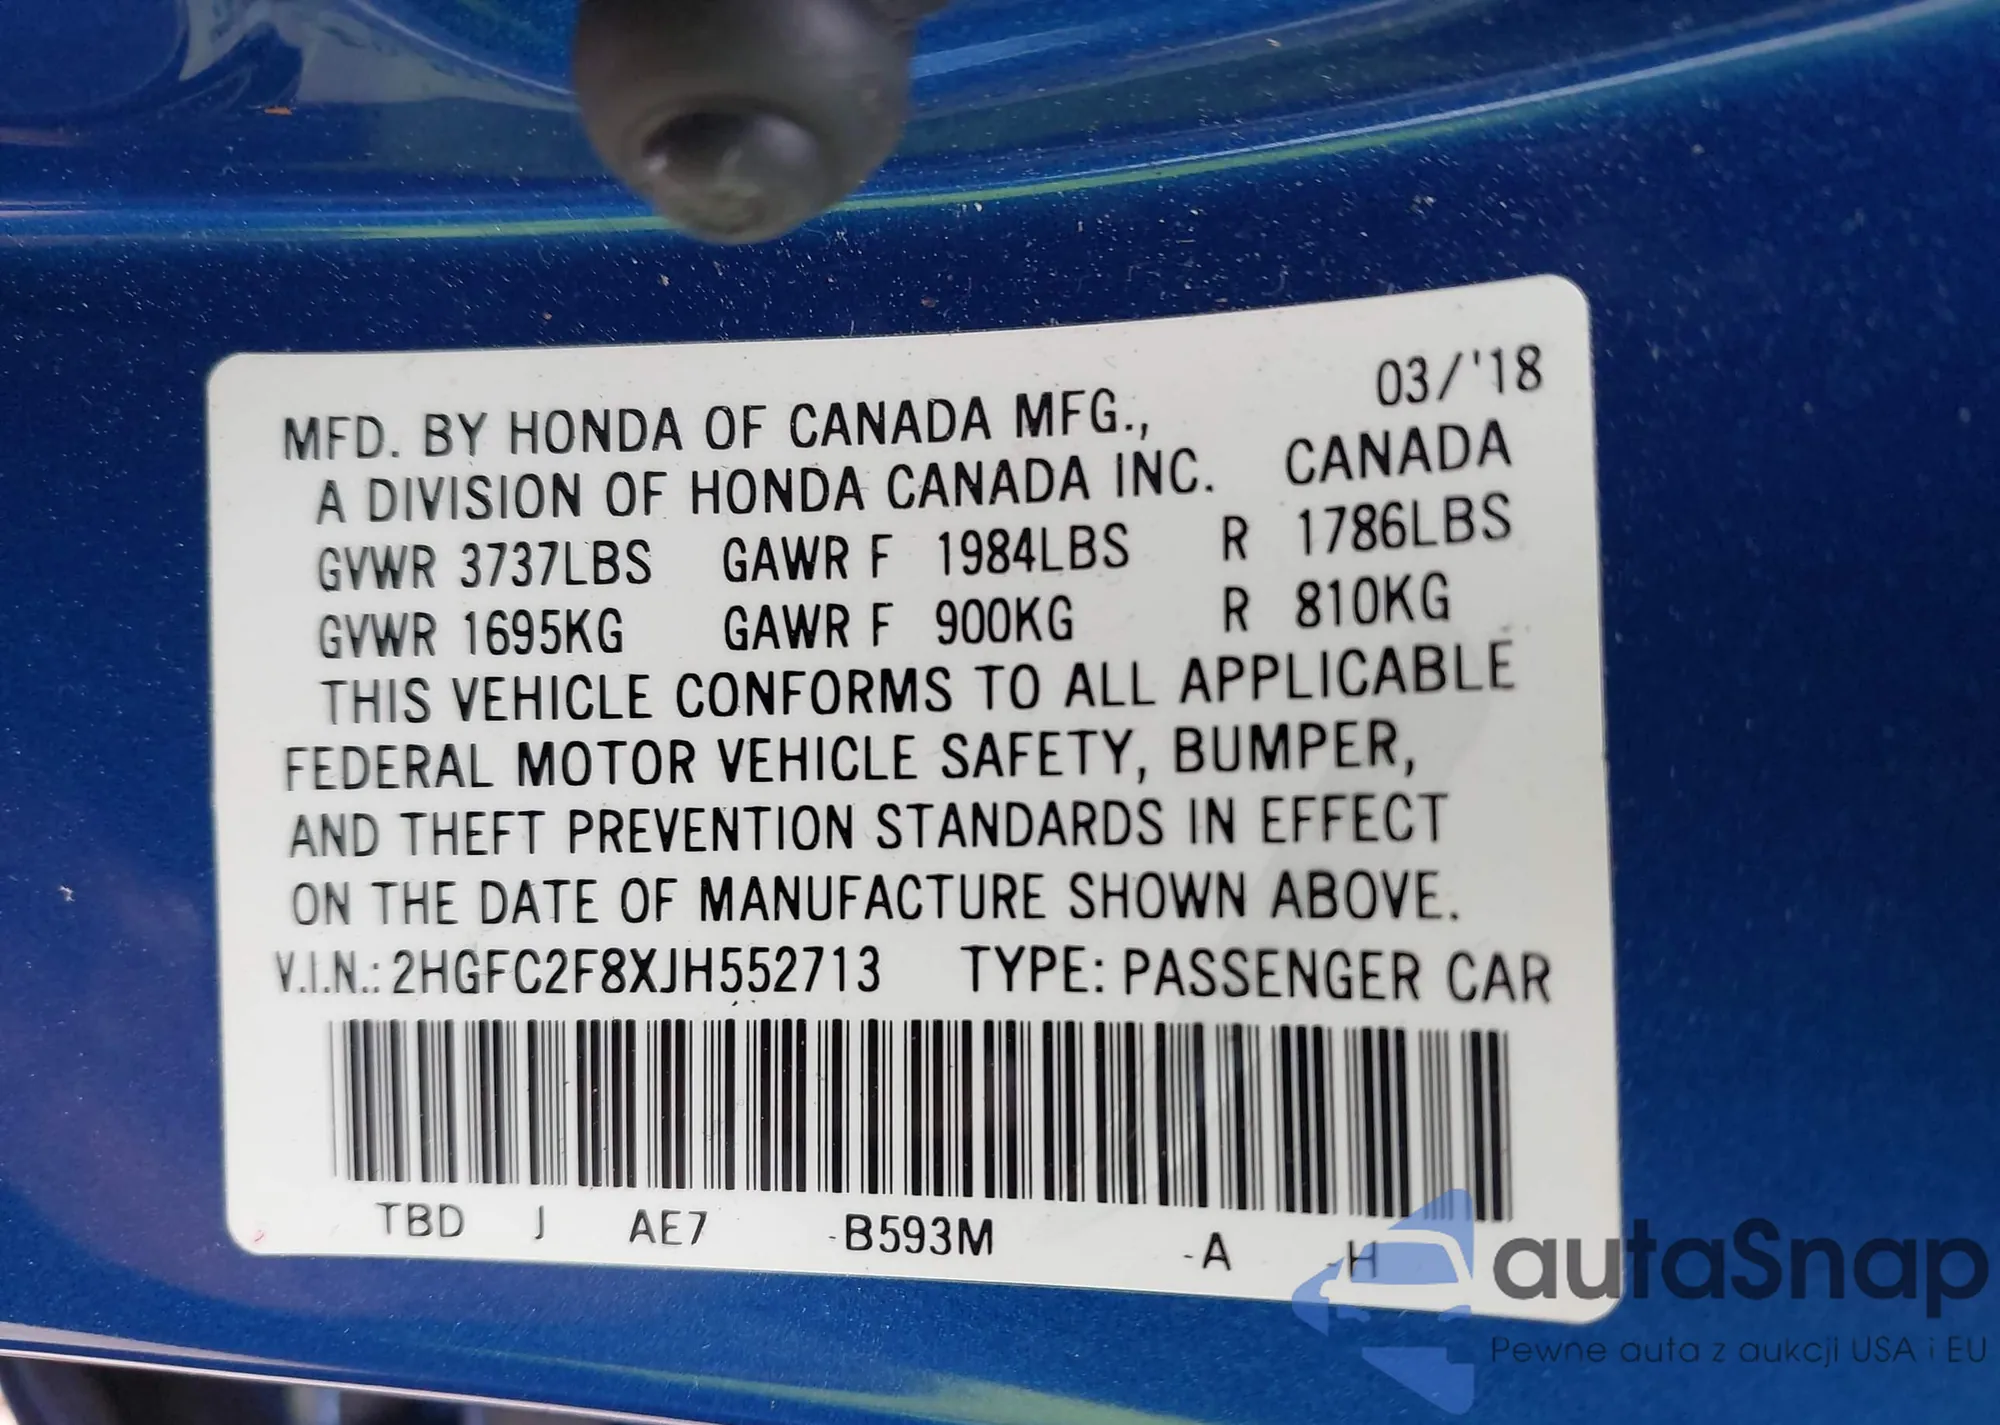 03/'18
MFD. BY HONDA OF CANADA MFG.,
A DIVISION OF HONDA CANADA INC. CANADA
GVWR 3737LBS GAWR F 1984LBS R 1786LBS
GVWR 1695KG GAWR F 900KG R 810KG
THIS VEHICLE CONFORMS TO ALL APPLICABLE
FEDERAL MOTOR VEHICLE SAFETY, BUMPER,
AND THEFT PREVENTION STANDARDS IN EFFECT
ON THE DATE OF MANUFACTURE SHOWN ABOVE.
V.I.N.: 2HGFC2F8XJH552713 TYPE: PASSENGER CAR
TBD J AE7 -B593M -A -H
autaSnap
Pewne auta z aukcji USA i EU